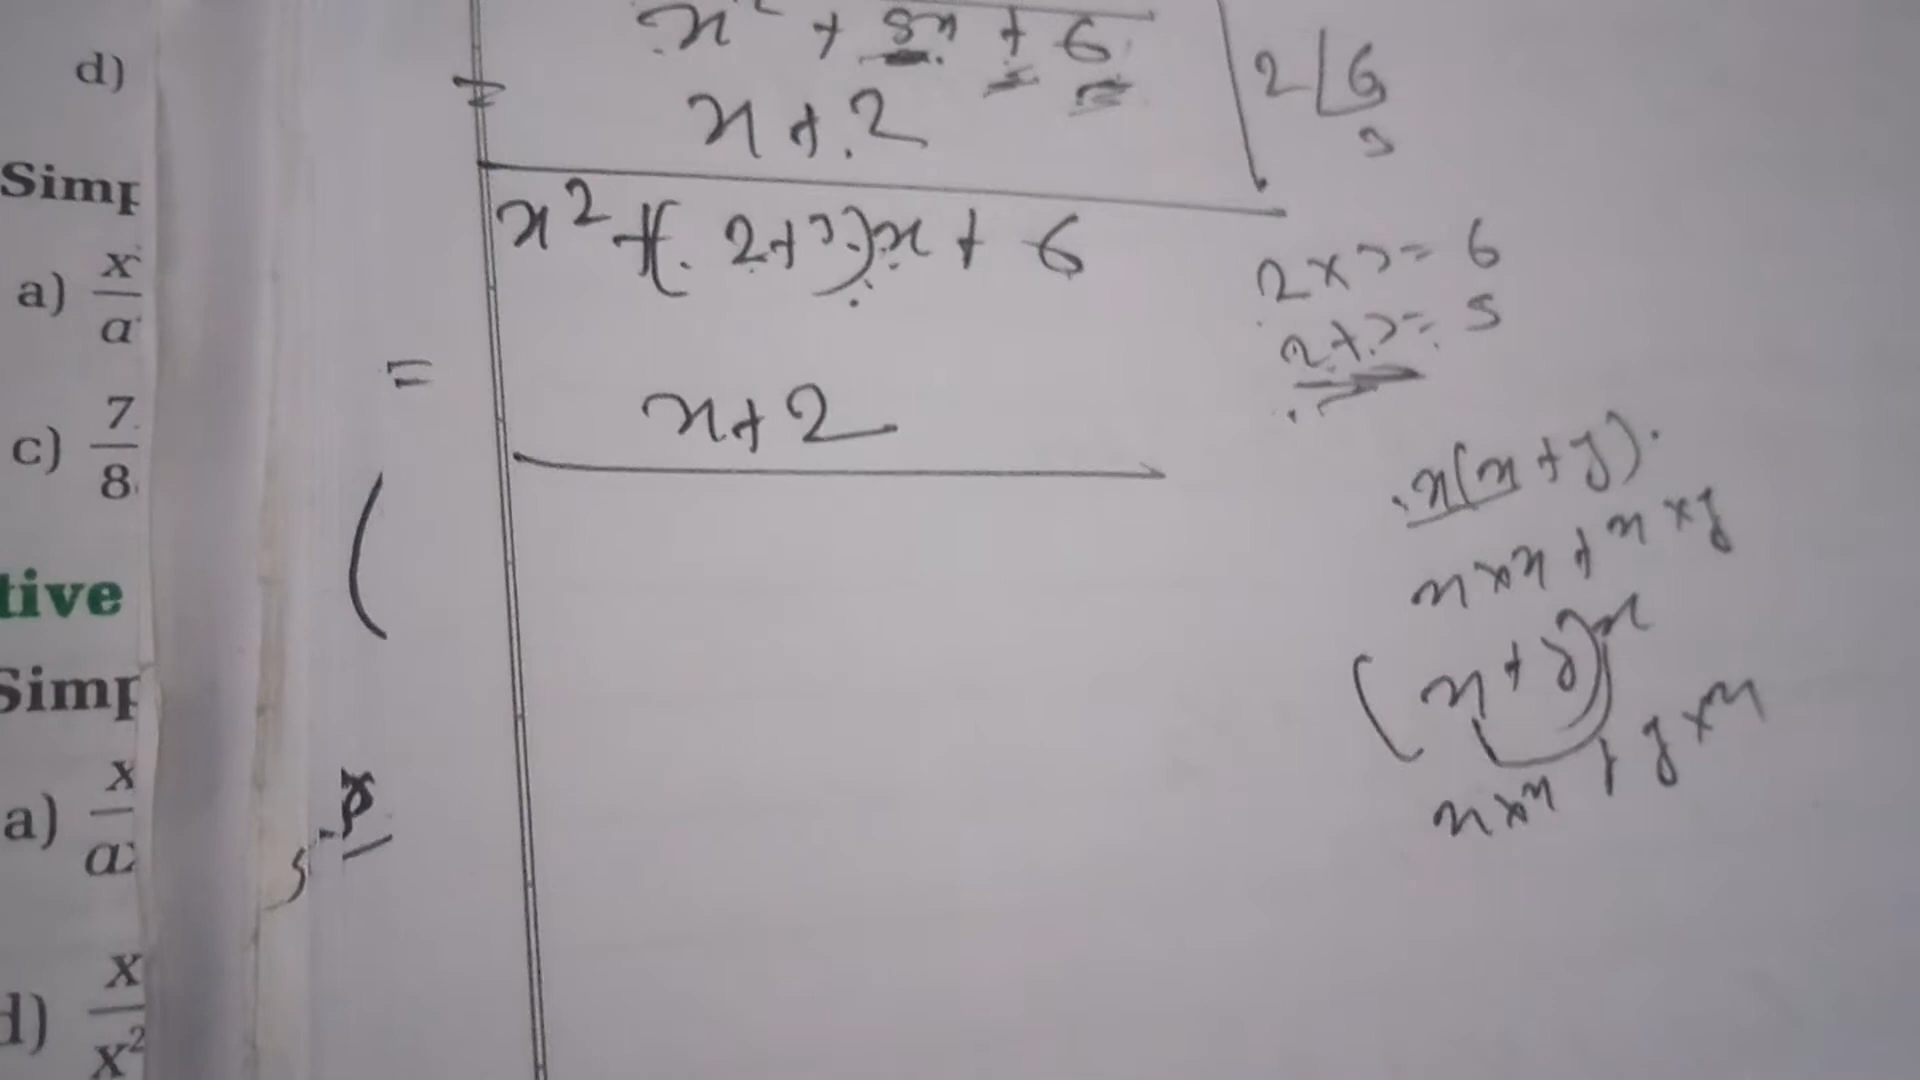 d)
Simp
a) x
a
c) 7
8
tive
Simp
a) x
a
d) x
x²
x² + 5x + 6
= x + 2
x² + (2+3)x + 6
= x + 2
(
2 6
3
2 × 3 = 6
2 + 3 = 5
x(x + y).
x × x + x × y
(x + y)x
x × x + y × x